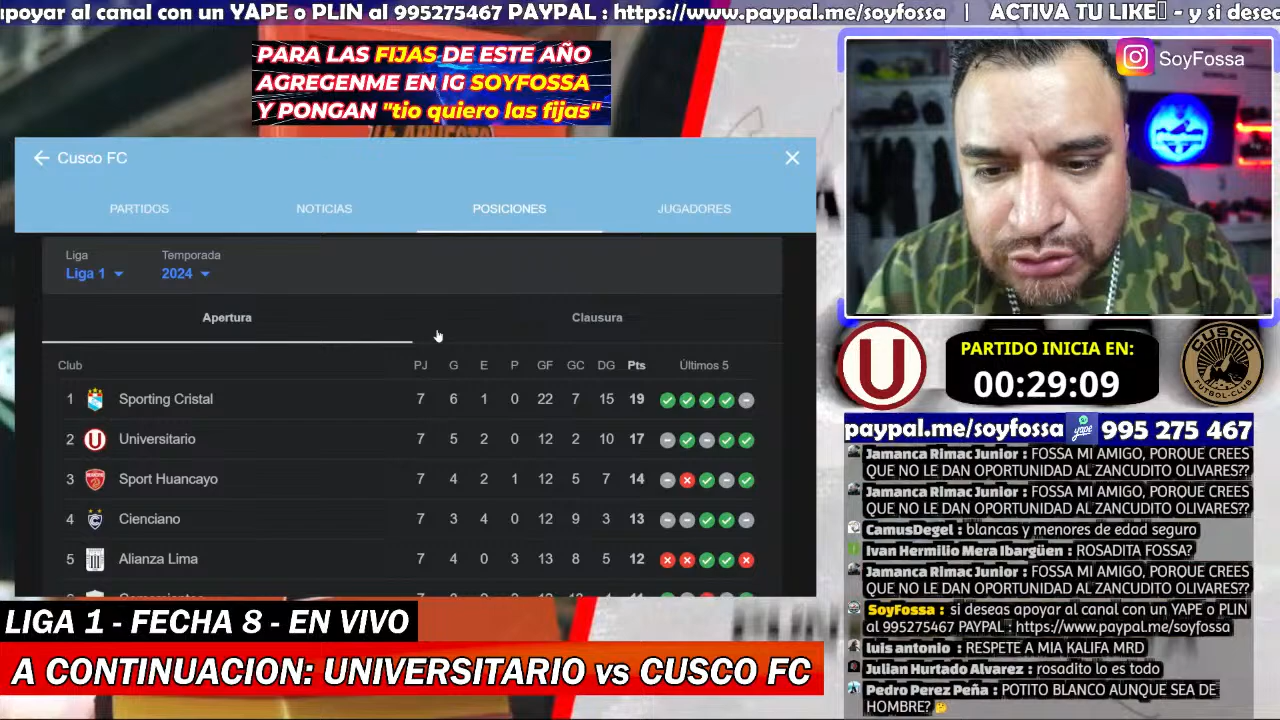 apoyar al canal con un YAPE o PLIN al 995275467 PAYPAL : https://www.paypal.me/soyfossa | ACTIVA TU LIKE - y si desea
PARA LAS FIJAS DE ESTE AÑO
AGREGENME EN IG SOYFOSSA
Y PONGAN "tio quiero las fijas"
SoyFossa
Cusco FC
PARTIDOS NOTICIAS POSICIONES JUGADORES
Liga Temporada
Liga 1 2024
Apertura Clausura
Club PJ G E P GF GC DG Pts Últimos 5
1 Sporting Cristal 7 6 1 0 22 7 15 19
2 Universitario 7 5 2 0 12 2 10 17
3 Sport Huancayo 7 4 2 1 12 5 7 14
4 Cienciano 7 3 4 0 12 9 3 13
5 Alianza Lima 7 4 0 3 13 8 5 12
PARTIDO INICIA EN:
00:29:09
U
CUSCO
FUTBOL-CLUB
paypal.me/soyfossa yape 995 275 467
Jamanca Rimac Junior : FOSSA MI AMIGO, PORQUE CREES
QUE NO LE DAN OPORTUNIDAD AL ZANCUDITO OLIVARES??
Jamanca Rimac Junior : FOSSA MI AMIGO, PORQUE CREES
QUE NO LE DAN OPORTUNIDAD AL ZANCUDITO OLIVARES??
CamusDegel : blancas y menores de edad seguro
Ivan Hermilio Mera Ibargüen : ROSADITA FOSSA?
Jamanca Rimac Junior : FOSSA MI AMIGO, PORQUE CREES
QUE NO LE DAN OPORTUNIDAD AL ZANCUDITO OLIVARES??
SoyFossa : si deseas apoyar al canal con un YAPE o PLIN
al 995275467 PAYPAL : https://www.paypal.me/soyfossa
luis antonio : RESPETE A MIA KALIFA MRD
Julian Hurtado Alvarez : rosadito lo es todo
Pedro Perez Peña : POTITO BLANCO AUNQUE SEA DE
HOMBRE? 🤔
LIGA 1 - FECHA 8 - EN VIVO
A CONTINUACION: UNIVERSITARIO vs CUSCO FC